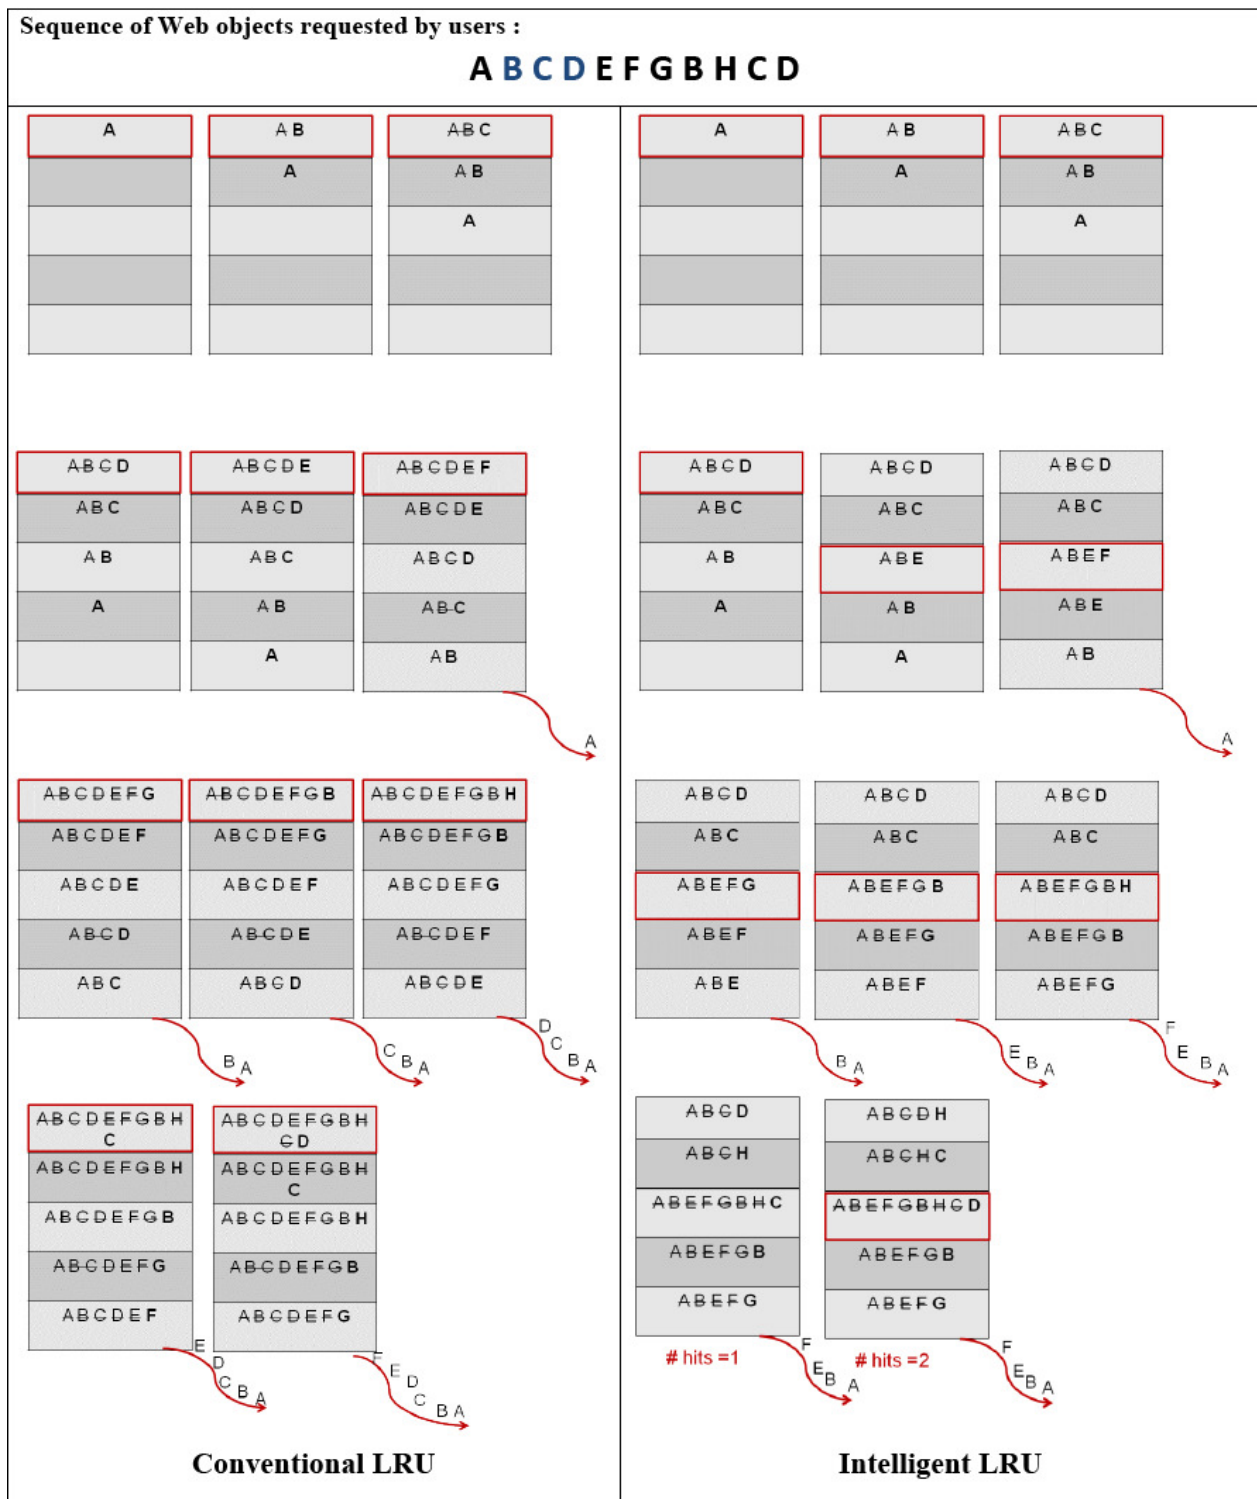 Sequence of Web objects requested by users :
A B C D E F G B H C D
A
A B
A B C
A
A B
A
A
A B
A B C
A
A B
A
A B C D
A B C D E
A B C D E F
A B C
A B C D
A B C D E
A B
A B C
A B C D
A
A B
A B C
A
A B
A
A B C D
A B C D
A B C D
A B C
A B C
A B C
A B
A B E
A B E F
A
A B
A B E
A
A B
A
A B C D E F G
A B C D E F G B
A B C D E F G B H
A B C D E F
A B C D E F G
A B C D E F G B
A B C D E
A B C D E F
A B C D E F G
A B C D
A B C D E
A B C D E F
A B C
A B C D
A B C D E
B A
C B A
D C B A
A B C D
A B C D
A B C D
A B C
A B C
A B C
A B E F G
A B E F G B
A B E F G B H
A B E F
A B E F G
A B E F G B
A B E
A B E F
A B E F G
B A
E B A
F E B A
A B C D E F G B H
C
A B C D E F G B H
C D
A B C D E F G B H
A B C D E F G B H
C
A B C D E F G B
A B C D E F G B H
A B C D E F G
A B C D E F G B
A B C D E F
A B C D E F G
E D C B A
F E D C B A
A B C D
A B C D H
A B C H
A B C H C
A B E F G B H C
A B E F G B H C D
A B E F G B
A B E F G B
A B E F G
A B E F G
# hits =1
F E B A
# hits =2
F E B A
Conventional LRU
Intelligent LRU